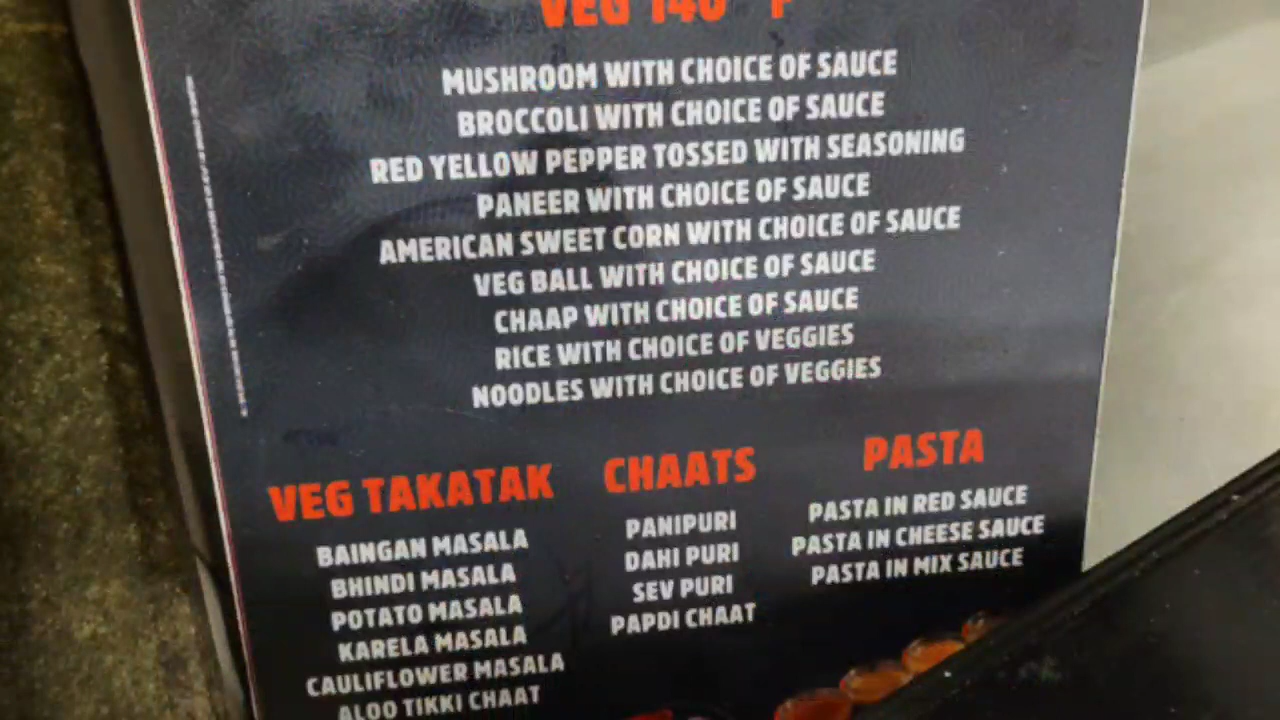 VEG 140° F
MUSHROOM WITH CHOICE OF SAUCE
BROCCOLI WITH CHOICE OF SAUCE
RED YELLOW PEPPER TOSSED WITH SEASONING
PANEER WITH CHOICE OF SAUCE
AMERICAN SWEET CORN WITH CHOICE OF SAUCE
VEG BALL WITH CHOICE OF SAUCE
CHAAP WITH CHOICE OF SAUCE
RICE WITH CHOICE OF VEGGIES
NOODLES WITH CHOICE OF VEGGIES
VEG TAKATAK
BAINGAN MASALA
BHINDI MASALA
POTATO MASALA
KARELA MASALA
CAULIFLOWER MASALA
ALOO TIKKI CHAAT
CHAATS
PANIPURI
DAHI PURI
SEV PURI
PAPDI CHAAT
PASTA
PASTA IN RED SAUCE
PASTA IN CHEESE SAUCE
PASTA IN MIX SAUCE